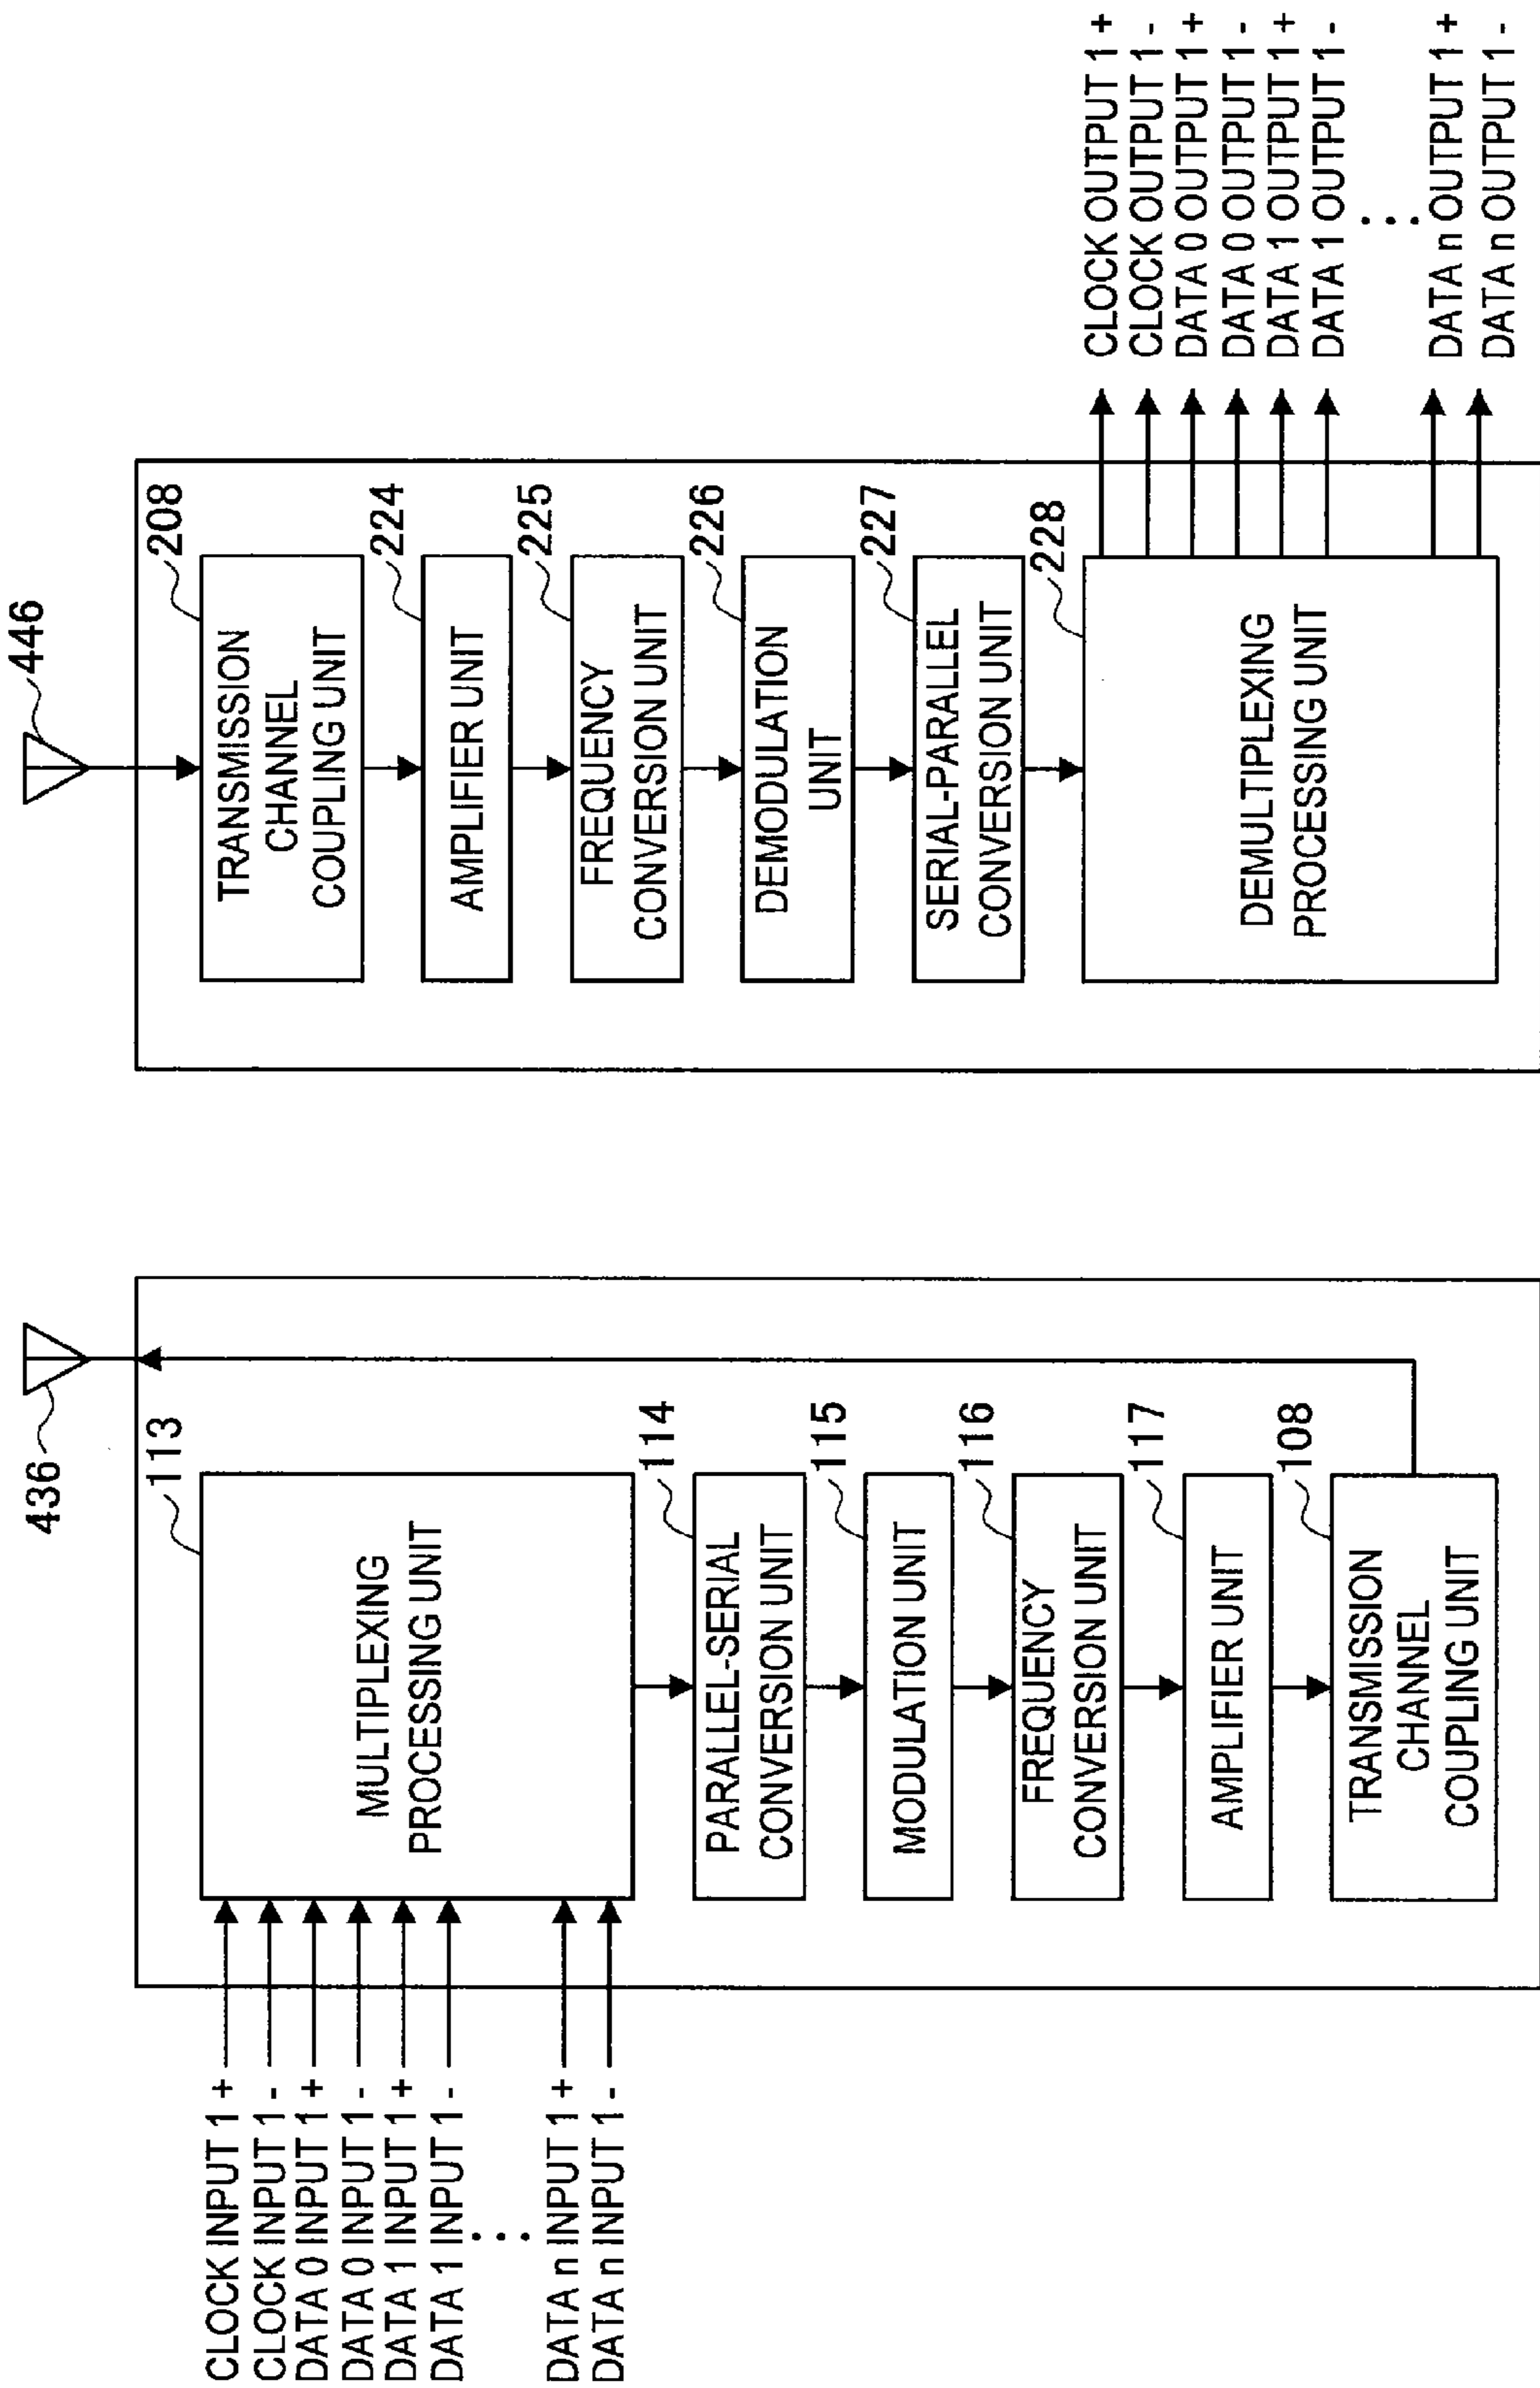 CLOCK INPUT 1 +
CLOCK INPUT 1 -
DATA 0 INPUT 1 +
DATA 0 INPUT 1 -
DATA 1 INPUT 1 +
DATA 1 INPUT 1 -
...
DATA n INPUT 1 +
DATA n INPUT 1 -
436
113
MULTIPLEXING
PROCESSING UNIT
114
PARALLEL-SERIAL
CONVERSION UNIT
115
MODULATION UNIT
116
FREQUENCY
CONVERSION UNIT
117
AMPLIFIER UNIT
108
TRANSMISSION
CHANNEL
COUPLING UNIT
446
208
TRANSMISSION
CHANNEL
COUPLING UNIT
224
AMPLIFIER UNIT
225
FREQUENCY
CONVERSION UNIT
226
DEMODULATION
UNIT
227
SERIAL-PARALLEL
CONVERSION UNIT
228
DEMULTIPLEXING
PROCESSING UNIT
CLOCK OUTPUT 1 +
CLOCK OUTPUT 1 -
DATA 0 OUTPUT 1 +
DATA 0 OUTPUT 1 -
DATA 1 OUTPUT 1 +
DATA 1 OUTPUT 1 -
...
DATA n OUTPUT 1 +
DATA n OUTPUT 1 -